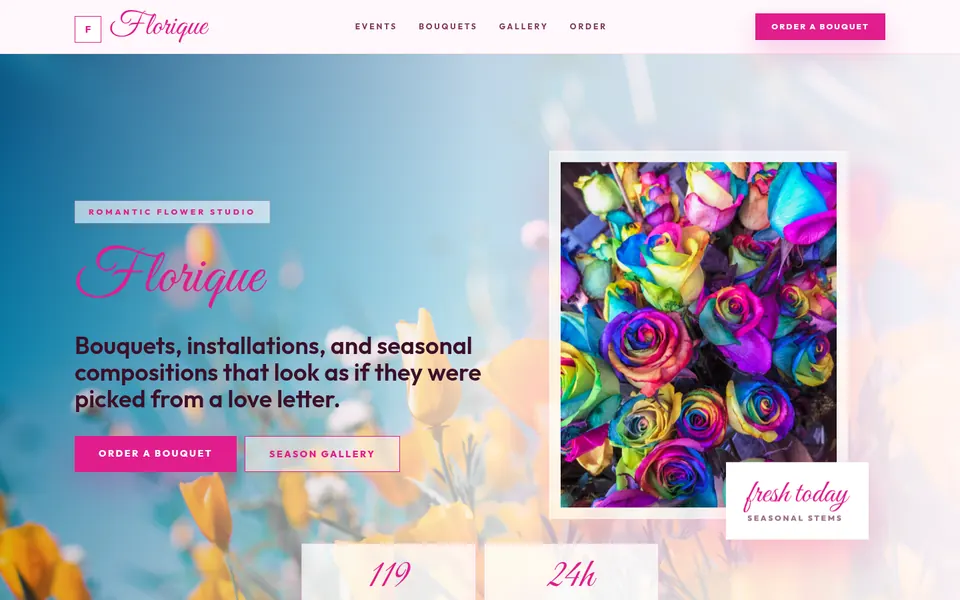 F Florique
EVENTS BOUQUETS GALLERY ORDER
ORDER A BOUQUET
ROMANTIC FLOWER STUDIO
Florique
Bouquets, installations, and seasonal
compositions that look as if they were
picked from a love letter.
ORDER A BOUQUET
SEASON GALLERY
fresh today
SEASONAL STEMS
119
24h